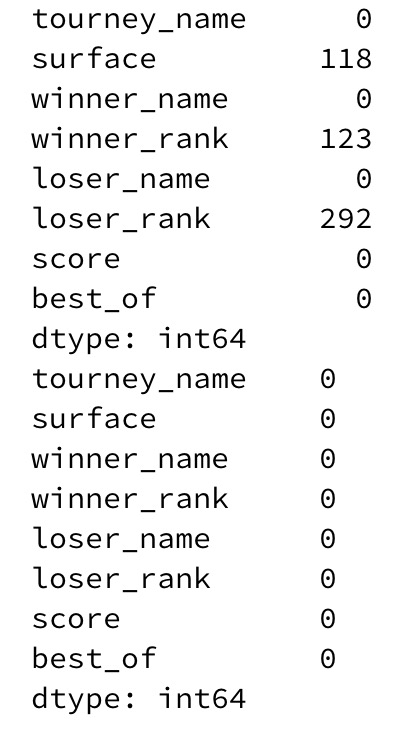 tourney_name      0
surface         118
winner_name       0
winner_rank     123
loser_name        0
loser_rank      292
score             0
best_of           0
dtype: int64
tourney_name    0
surface         0
winner_name     0
winner_rank     0
loser_name      0
loser_rank      0
score           0
best_of         0
dtype: int64